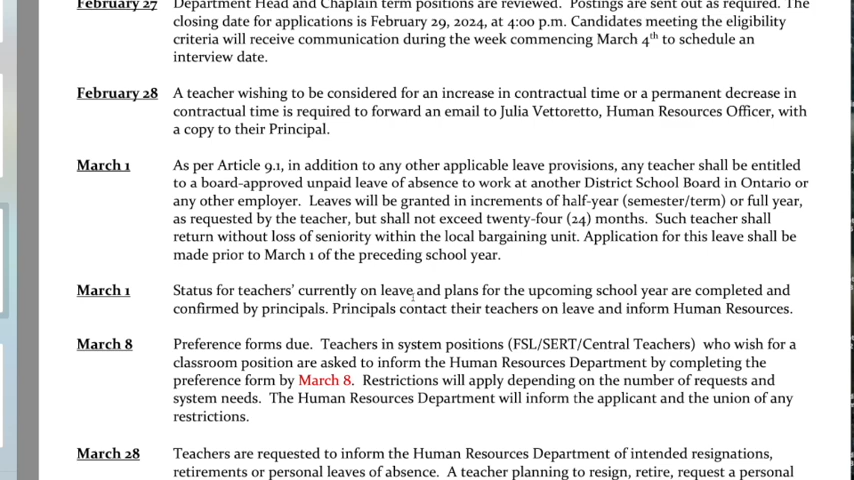 February 27 Department Head and Chaplain term positions are reviewed. Postings are sent out as required. The
closing date for applications is February 29, 2024, at 4:00 p.m. Candidates meeting the eligibility
criteria will receive communication during the week commencing March 4th to schedule an
interview date.
February 28 A teacher wishing to be considered for an increase in contractual time or a permanent decrease in
contractual time is required to forward an email to Julia Vettoretto, Human Resources Officer, with
a copy to their Principal.
March 1 As per Article 9.1, in addition to any other applicable leave provisions, any teacher shall be entitled
to a board-approved unpaid leave of absence to work at another District School Board in Ontario or
any other employer. Leaves will be granted in increments of half-year (semester/term) or full year,
as requested by the teacher, but shall not exceed twenty-four (24) months. Such teacher shall
return without loss of seniority within the local bargaining unit. Application for this leave shall be
made prior to March 1 of the preceding school year.
March 1 Status for teachers' currently on leave and plans for the upcoming school year are completed and
confirmed by principals. Principals contact their teachers on leave and inform Human Resources.
March 8 Preference forms due. Teachers in system positions (FSL/SERT/Central Teachers) who wish for a
classroom position are asked to inform the Human Resources Department by completing the
preference form by March 8. Restrictions will apply depending on the number of requests and
system needs. The Human Resources Department will inform the applicant and the union of any
restrictions.
March 28 Teachers are requested to inform the Human Resources Department of intended resignations,
retirements or personal leaves of absence. A teacher planning to resign, retire, request a personal